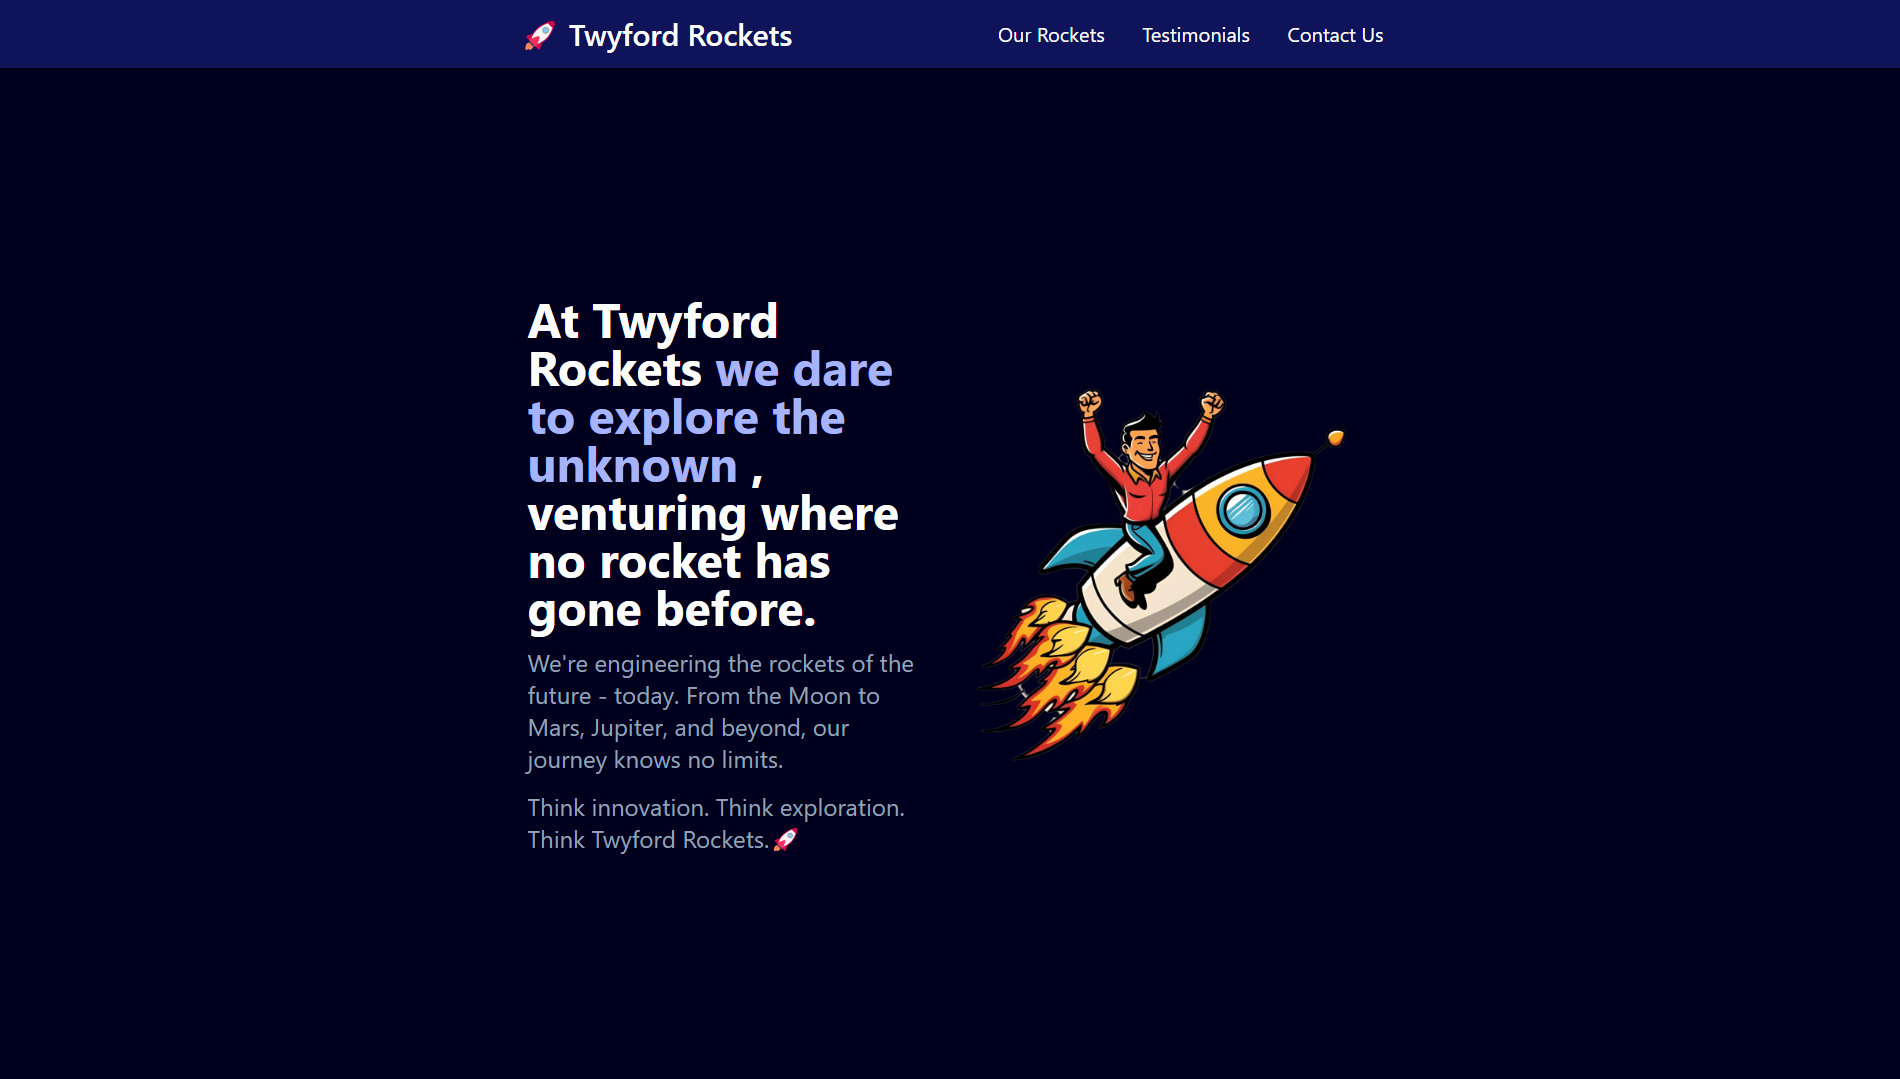 🚀 Twyford Rockets
Our Rockets
Testimonials
Contact Us
At Twyford
Rockets we dare
to explore the
unknown ,
venturing where
no rocket has
gone before.
We're engineering the rockets of the
future - today. From the Moon to
Mars, Jupiter, and beyond, our
journey knows no limits.
Think innovation. Think exploration.
Think Twyford Rockets.🚀